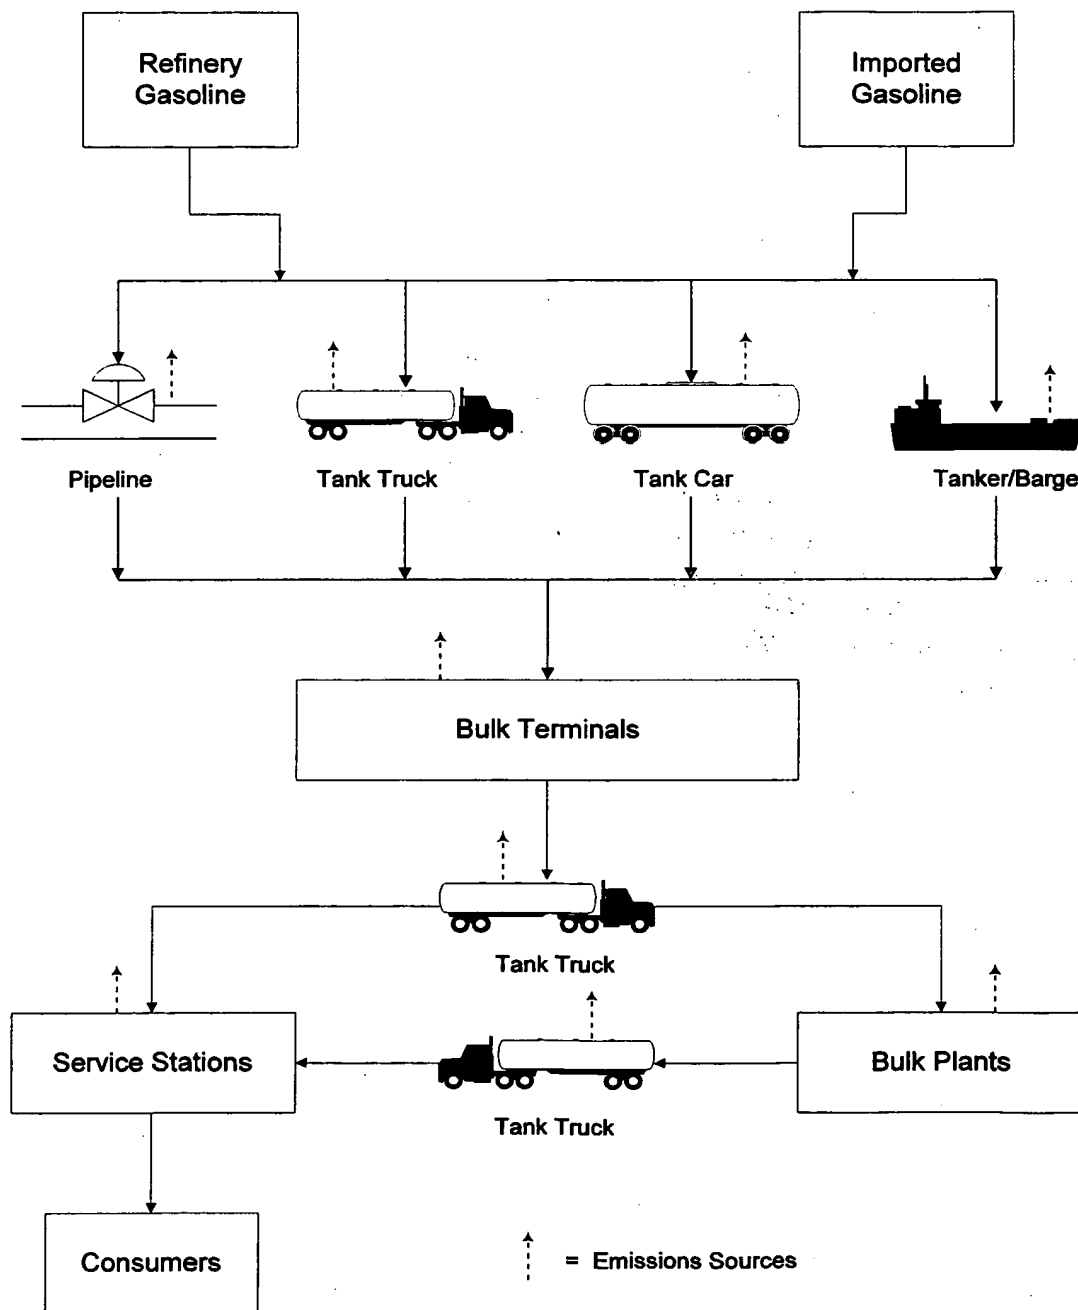 Refinery
Gasoline
Imported
Gasoline
Pipeline
Tank Truck
Tank Car
Tanker/Barge
Bulk Terminals
Tank Truck
Service Stations
Bulk Plants
Tank Truck
Consumers
= Emissions Sources